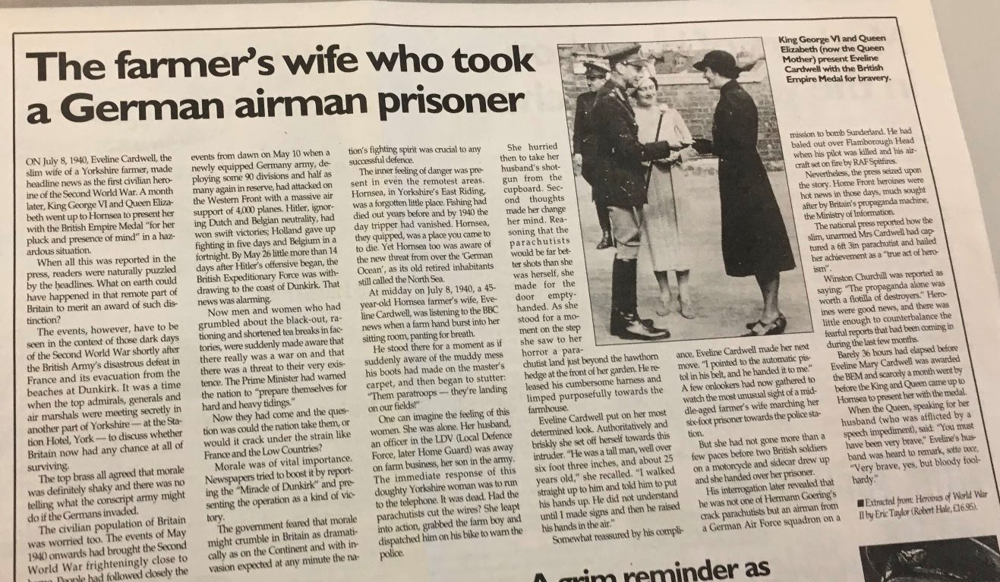 The farmer's wife who took
a German airman prisoner
King George VI and Queen
Elizabeth (now the Queen
Mother) present Eveline
Cardwell with the British
Empire Medal for bravery.
ON July 8, 1940, Eveline Cardwell, the
slim wife of a Yorkshire farmer, made
headline news as the first civilian hero-
ine of the Second World War. A month
later, King George VI and Queen Eliza-
beth went up to Hornsea to present her
with the British Empire Medal "for her
pluck and presence of mind" in a haz-
ardous situation.
When all this was reported in the
press, readers were naturally puzzled
by the headlines. What on earth could
have happened in that remote part of
Britain to merit an award of such dis-
tinction?
The events, however, have to be
seen in the context of those dark days
of the Second World War shortly after
the British Army's disastrous defeat in
France and its evacuation from the
beaches at Dunkirk. It was a time
when the top admirals, generals and
air marshals were meeting secretly in
another part of Yorkshire — at the Sta-
tion Hotel, York — to discuss whether
Britain now had any chance at all of
surviving.
The top brass all agreed that morale
was definitely shaky and there was no
telling what the conscript army might
do if the Germans invaded.
The civilian population of Britain
was worried too. The events of May
1940 onwards had brought the Second
World War frighteningly close to
home. People had followed closely the
events from dawn on May 10 when a
newly equipped Germany army, de-
ploying some 90 divisions and half as
many again in reserve, had attacked on
the Western Front with a massive air
support of 4,000 planes. Hitler, ignor-
ing Dutch and Belgian neutrality, had
won swift victories; Holland gave up
fighting in five days and Belgium in a
fortnight. By May 26 little more than 14
days after Hitler's offensive began, the
British Expeditionary Force was with-
drawing to the coast of Dunkirk. That
news was alarming.
Now men and women who had
grumbled about the black-out, ra-
tioning and shortened tea breaks in fac-
tories, were suddenly made aware that
there really was a war on and that
there was a threat to their very exis-
tence. The Prime Minister had warned
the nation to "prepare themselves for
hard and heavy tidings."
Now they had come and the ques-
tion was could the nation take them, or
would it crack under the strain like
France and the Low Countries?
Morale was of vital importance.
Newspapers tried to boost it by report-
ing the "Miracle of Dunkirk" and pre-
senting the operation as a kind of vic-
tory.
The government feared that morale
might crumble in Britain as dramati-
cally as on the Continent and with in-
vasion expected at any minute the na-
tion's fighting spirit was crucial to any
successful defence.
The inner feeling of danger was pre-
sent in even the remotest areas.
Hornsea, in Yorkshire's East Riding,
was a forgotten little place. Fishing had
died out years before and by 1940 the
day tripper had vanished. Hornsea,
they quipped, was a place you came to
to die. Yet Hornsea too was aware of
the new threat from over the 'German
Ocean', as its old retired inhabitants
still called the North Sea.
At midday on July 8, 1940, a 45-
year-old Hornsea farmer's wife, Eve-
line Cardwell, was listening to the BBC
news when a farm hand burst into her
sitting room, panting for breath.
He stood there for a moment as if
suddenly aware of the muddy mess
his boots had made on the master's
carpet, and then began to stutter:
"Them paratroops — they're landing
on our fields!"
One can imagine the feeling of this
women. She was alone. Her husband,
an officer in the LDV (Local Defence
Force, later Home Guard) was away
on farm business, her son in the army.
The immediate response of this
doughty Yorkshire woman was to run
to the telephone. It was dead. Had the
parachutists cut the wires? She leapt
into action, grabbed the farm boy and
dispatched him on his bike to warn the
police.
She hurried
then to take her
husband's shot-
gun from the
cupboard. Sec-
ond thoughts
made her change
her mind. Rea-
soning that the
parachutists
would be far bet-
ter shots than she
was herself, she
made for the
door empty-
handed. As she
stood for a mo-
ment on the step
she saw to her
horror a para-
chutist land just beyond the hawthorn
hedge at the front of her garden. He re-
leased his cumbersome harness and
limped purposefully towards the
farmhouse.
Eveline Cardwell put on her most
determined look. Authoritatively and
briskly she set off herself towards this
intruder. "He was a tall man, well over
six foot three inches, and about 25
years old," she recalled. "I walked
straight up to him and told him to put
his hands up. He did not understand
until I made signs and then he raised
his hands in the air."
Somewhat reassured by his compli-
ance, Eveline Cardwell made her next
move. "I pointed to the automatic pis-
tol in his belt, and he handed it to me."
A few onlookers had now gathered to
watch the most unusual sight of a mid-
dle-aged farmer's wife marching her
six-foot prisoner towards the police sta-
tion.
But she had not gone more than a
few paces before two British soldiers
on a motorcycle and sidecar drew up
and she handed over her prisoner.
His interrogation later revealed that
he was not one of Hermann Goering's
crack parachutists but an airman from
a German Air Force squadron on a
mission to bomb Sunderland. He had
baled out over Flamborough Head
when his pilot was killed and his air-
craft set on fire by RAF Spitfires.
Nevertheless, the press seized upon
the story. Home Front heroines were
hot news in those days, much sought
after by Britain's propaganda machine,
the Ministry of Information.
The national press reported how the
slim, unarmed Mrs Cardwell had cap-
tured a 6ft 3in parachutist and hailed
her achievement as a "true act of hero-
ism".
Winston Churchill was reported as
saying: "The propaganda alone was
worth a flotilla of destroyers." Hero-
ines were good news, and there was
little enough to counterbalance the
fearful reports that had been coming in
during the last few months.
Barely 36 hours had elapsed before
Eveline Mary Cardwell was awarded
the BEM and scarcely a month went by
before the King and Queen came up to
Hornsea to present her with the medal.
When the Queen, speaking for her
husband (who was afflicted by a
speech impediment), said: "You must
have been very brave," Eveline's hus-
band was heard to remark, sotto voce,
"Very brave, yes, but bloody fool-
hardy."
■ Extracted from: Heroines of World War
II by Eric Taylor (Robert Hale, £16.95).
A grim reminder as